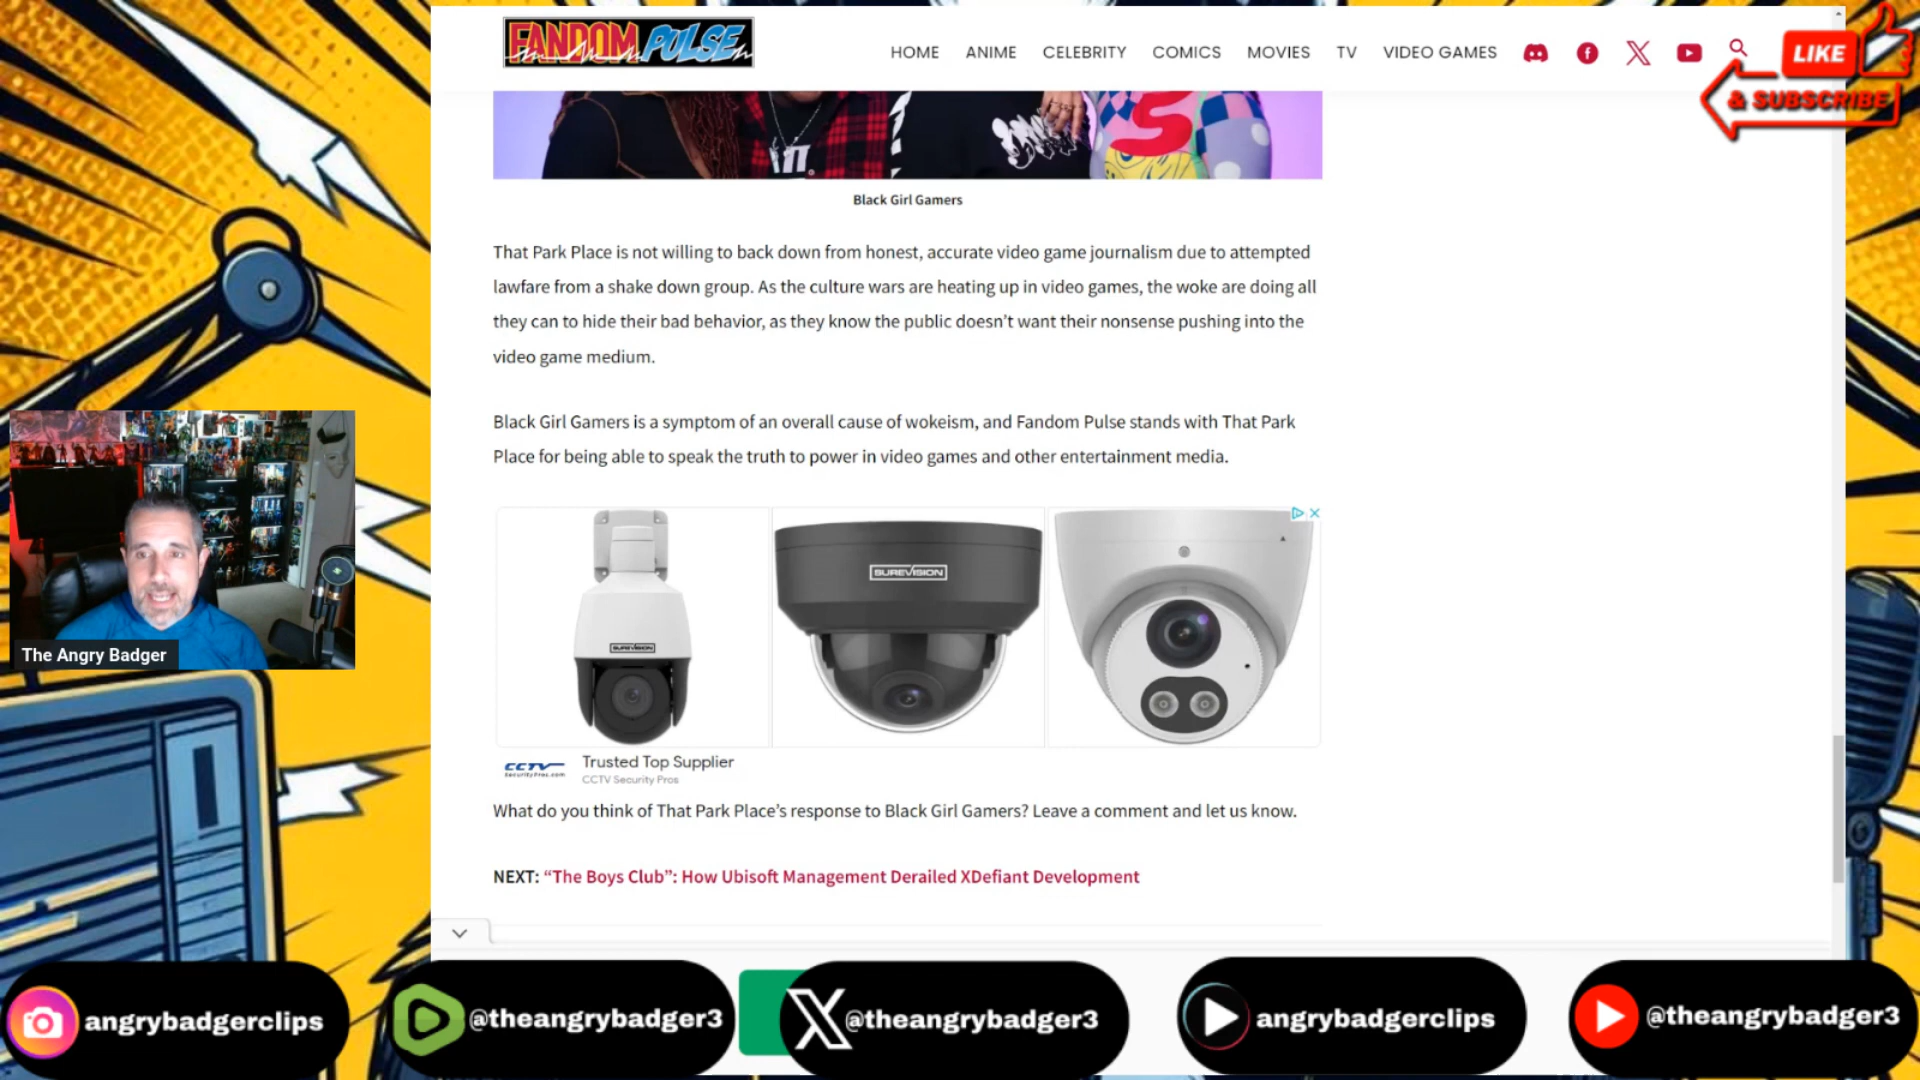 FANDOM PULSE
HOME ANIME CELEBRITY COMICS MOVIES TV VIDEO GAMES
LIKE
& SUBSCRIBE
S
Black Girl Gamers
That Park Place is not willing to back down from honest, accurate video game journalism due to attempted
lawfare from a shake down group. As the culture wars are heating up in video games, the woke are doing all
they can to hide their bad behavior, as they know the public doesn’t want their nonsense pushing into the
video game medium.
Black Girl Gamers is a symptom of an overall cause of wokeism, and Fandom Pulse stands with That Park
Place for being able to speak the truth to power in video games and other entertainment media.
SUREVISION
SUREVISION
The Angry Badger
CCTV
SecurityPros.com
Trusted Top Supplier
CCTV Security Pros
What do you think of That Park Place’s response to Black Girl Gamers? Leave a comment and let us know.
NEXT: “The Boys Club”: How Ubisoft Management Derailed XDefiant Development
angrybadgerclips
@theangrybadger3
@theangrybadger3
angrybadgerclips
@theangrybadger3